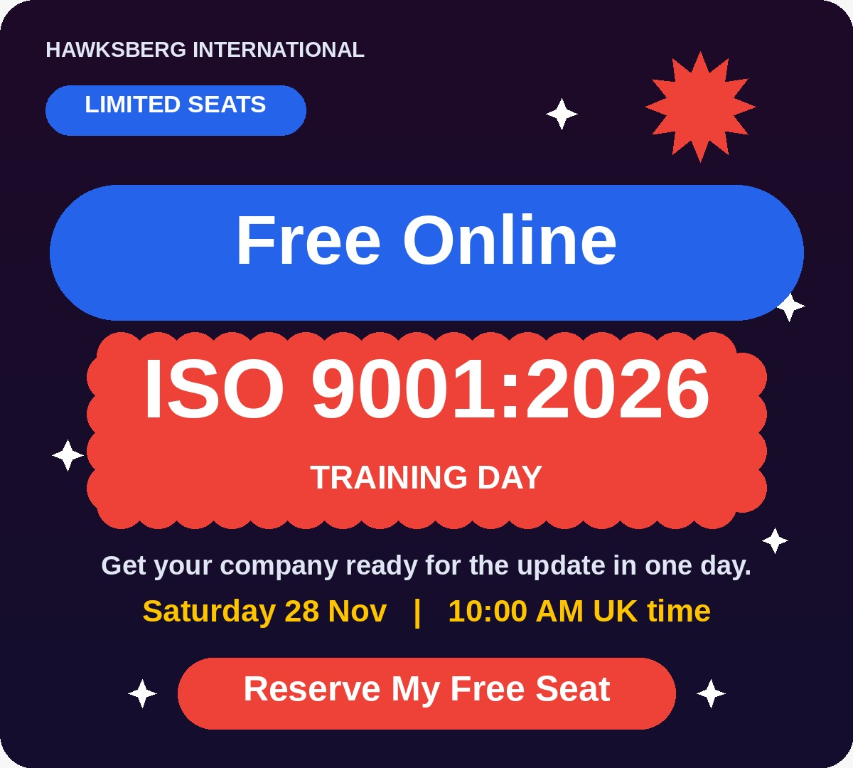 HAWKSBERG INTERNATIONAL
LIMITED SEATS
Free Online
ISO 9001:2026
TRAINING DAY
Get your company ready for the update in one day.
Saturday 28 Nov | 10:00 AM UK time
Reserve My Free Seat